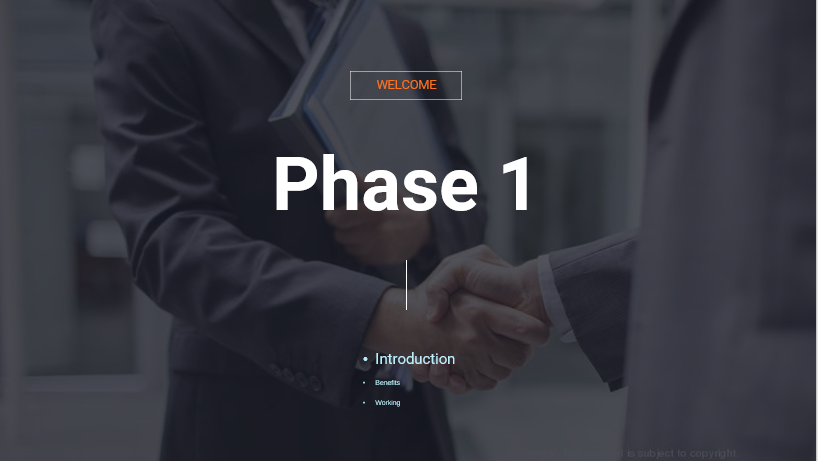 WELCOME
Phase 1
• Introduction
• Benefits
• Working
is subject to copyright.